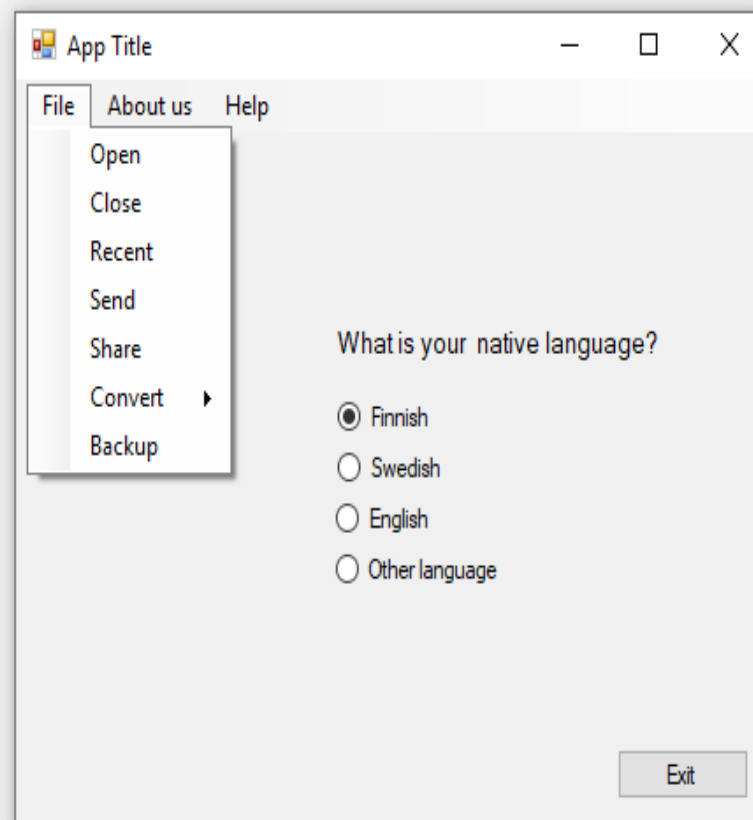 App Title
File About us Help
Open
Close
Recent
Send
Share
Convert
Backup
What is your native language?
Finnish
Swedish
English
Other language
Exit